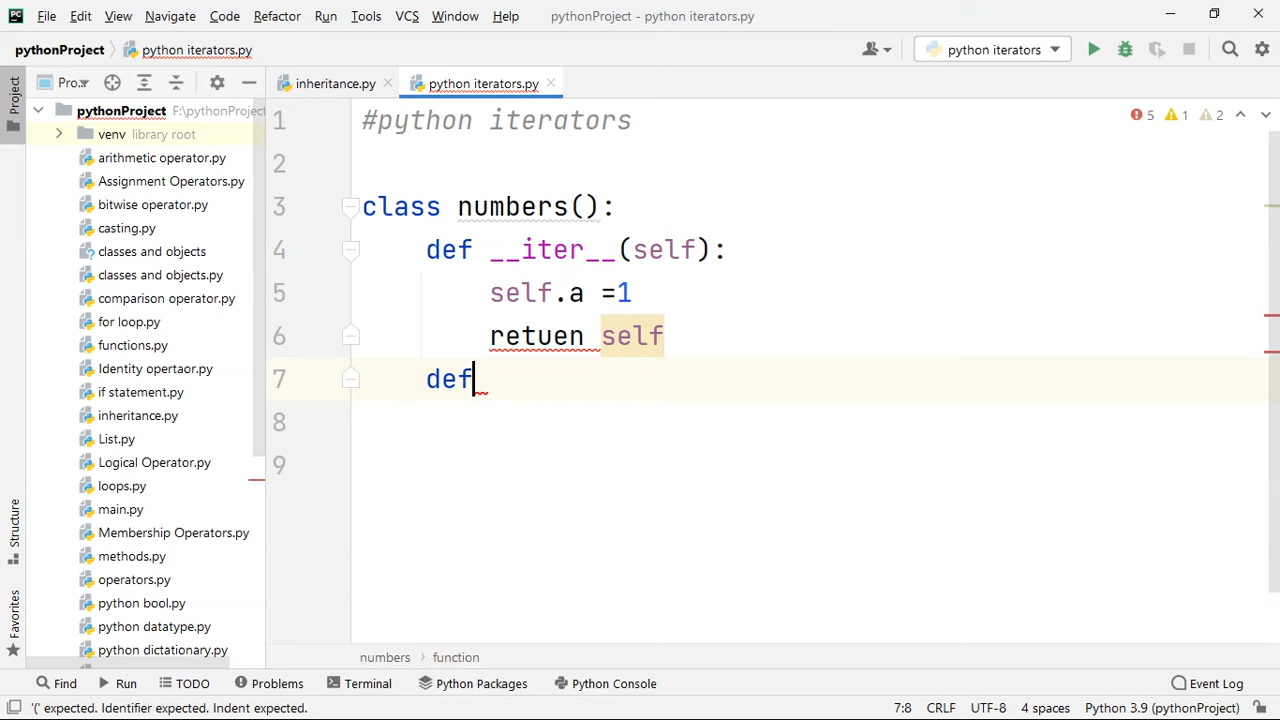 PC File Edit View Navigate Code Refactor Run Tools VCS Window Help pythonProject - python iterators.py
pythonProject python iterators.py python iterators
Project Pro... inheritance.py python iterators.py
pythonProject F:\pythonProject
venv library root
arithmetic operator.py
Assignment Operators.py
bitwise operator.py
casting.py
classes and objects
classes and objects.py
comparison operator.py
for loop.py
functions.py
Identity opertaor.py
if statement.py
inheritance.py
List.py
Logical Operator.py
loops.py
main.py
Membership Operators.py
methods.py
operators.py
python bool.py
python datatype.py
python dictationary.py
Structure
Favorites
1 #python iterators
2
3 class numbers():
4 def __iter__(self):
5 self.a =1
6 retuen self
7 def
8
9
5 1 2
numbers function
Find Run TODO Problems Terminal Python Packages Python Console Event Log
'(' expected. Identifier expected. Indent expected. 7:8 CRLF UTF-8 4 spaces Python 3.9 (pythonProject)